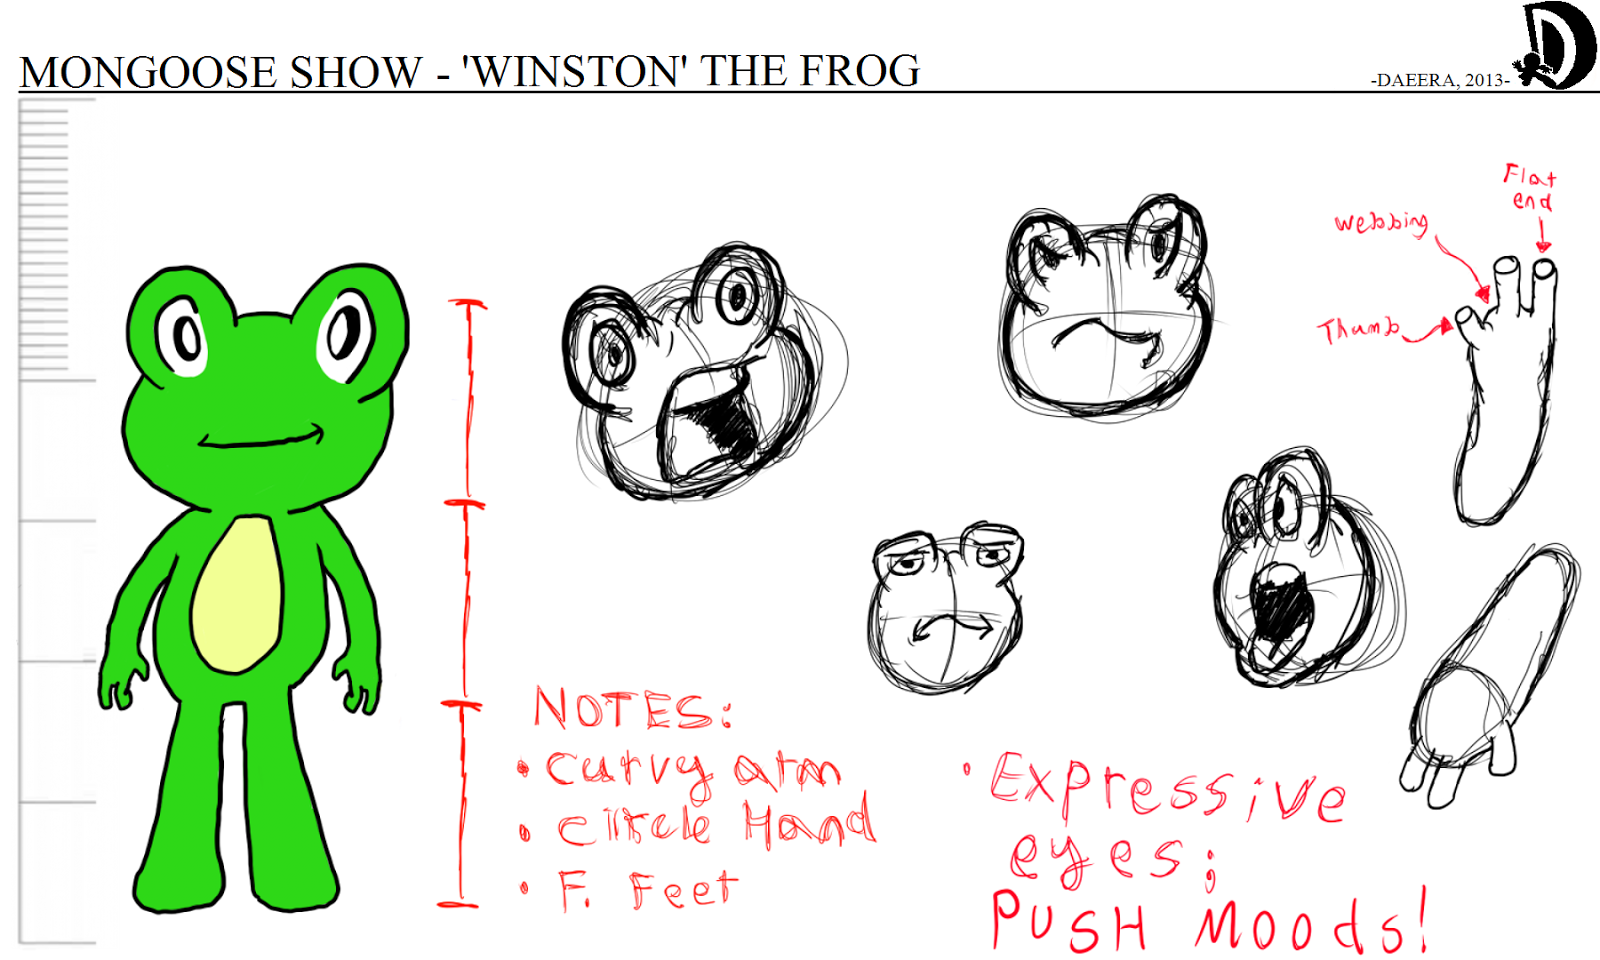 MONGOOSE SHOW - 'WINSTON' THE FROG
-DAEERA, 2013-
Flat
end
Webbing
Thumb
NOTES:
• Curvy arm
• Circle Hand
• F. Feet
• Expressive
eyes;
PUSH MOODS!